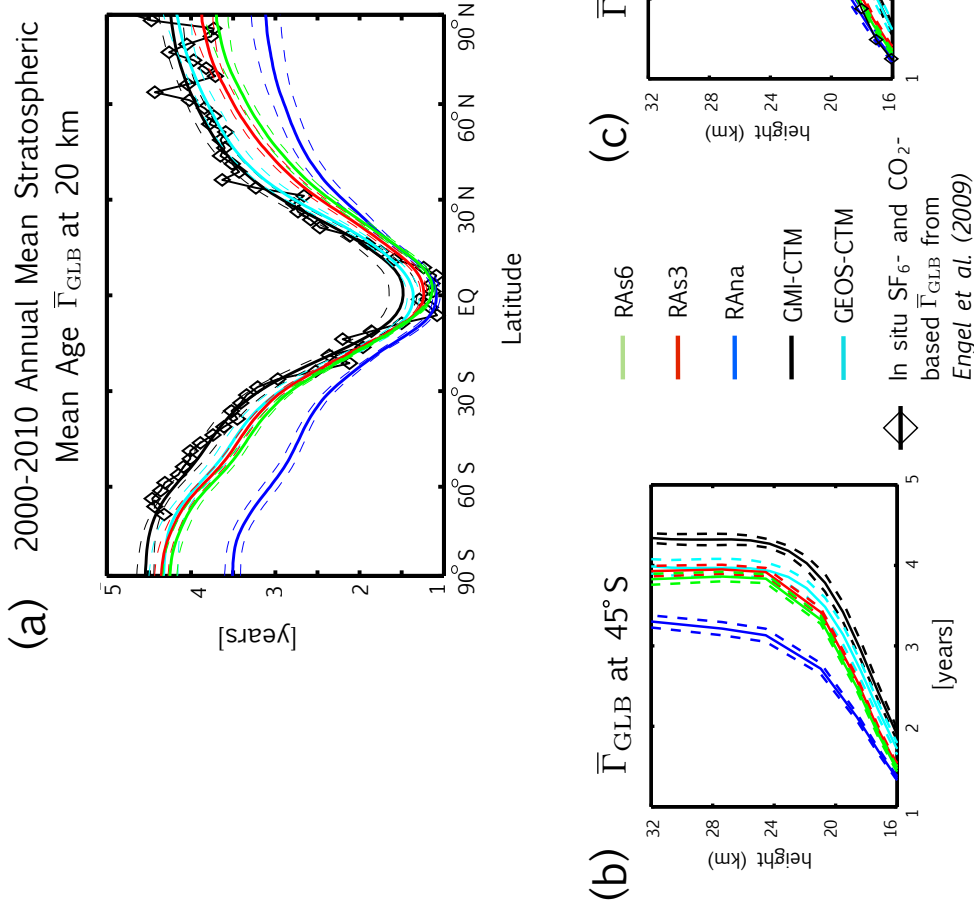 (a)
2000-2010 Annual Mean Stratospheric
Mean Age Γ̅GLB at 20 km
[years]
5
4
3
2
1
90°S
60°S
30°S
EQ
30°N
60°N
90°N
Latitude
(b)
Γ̅GLB at 45°S
height (km)
32
28
24
20
16
1
2
3
4
5
[years]
RAs6
RAs3
RAna
GMI-CTM
GEOS-CTM
In situ SF₆- and CO₂-
based Γ̅GLB from
Engel et al. (2009)
(c)
Γ̅
height (km)
32
28
24
20
16
1